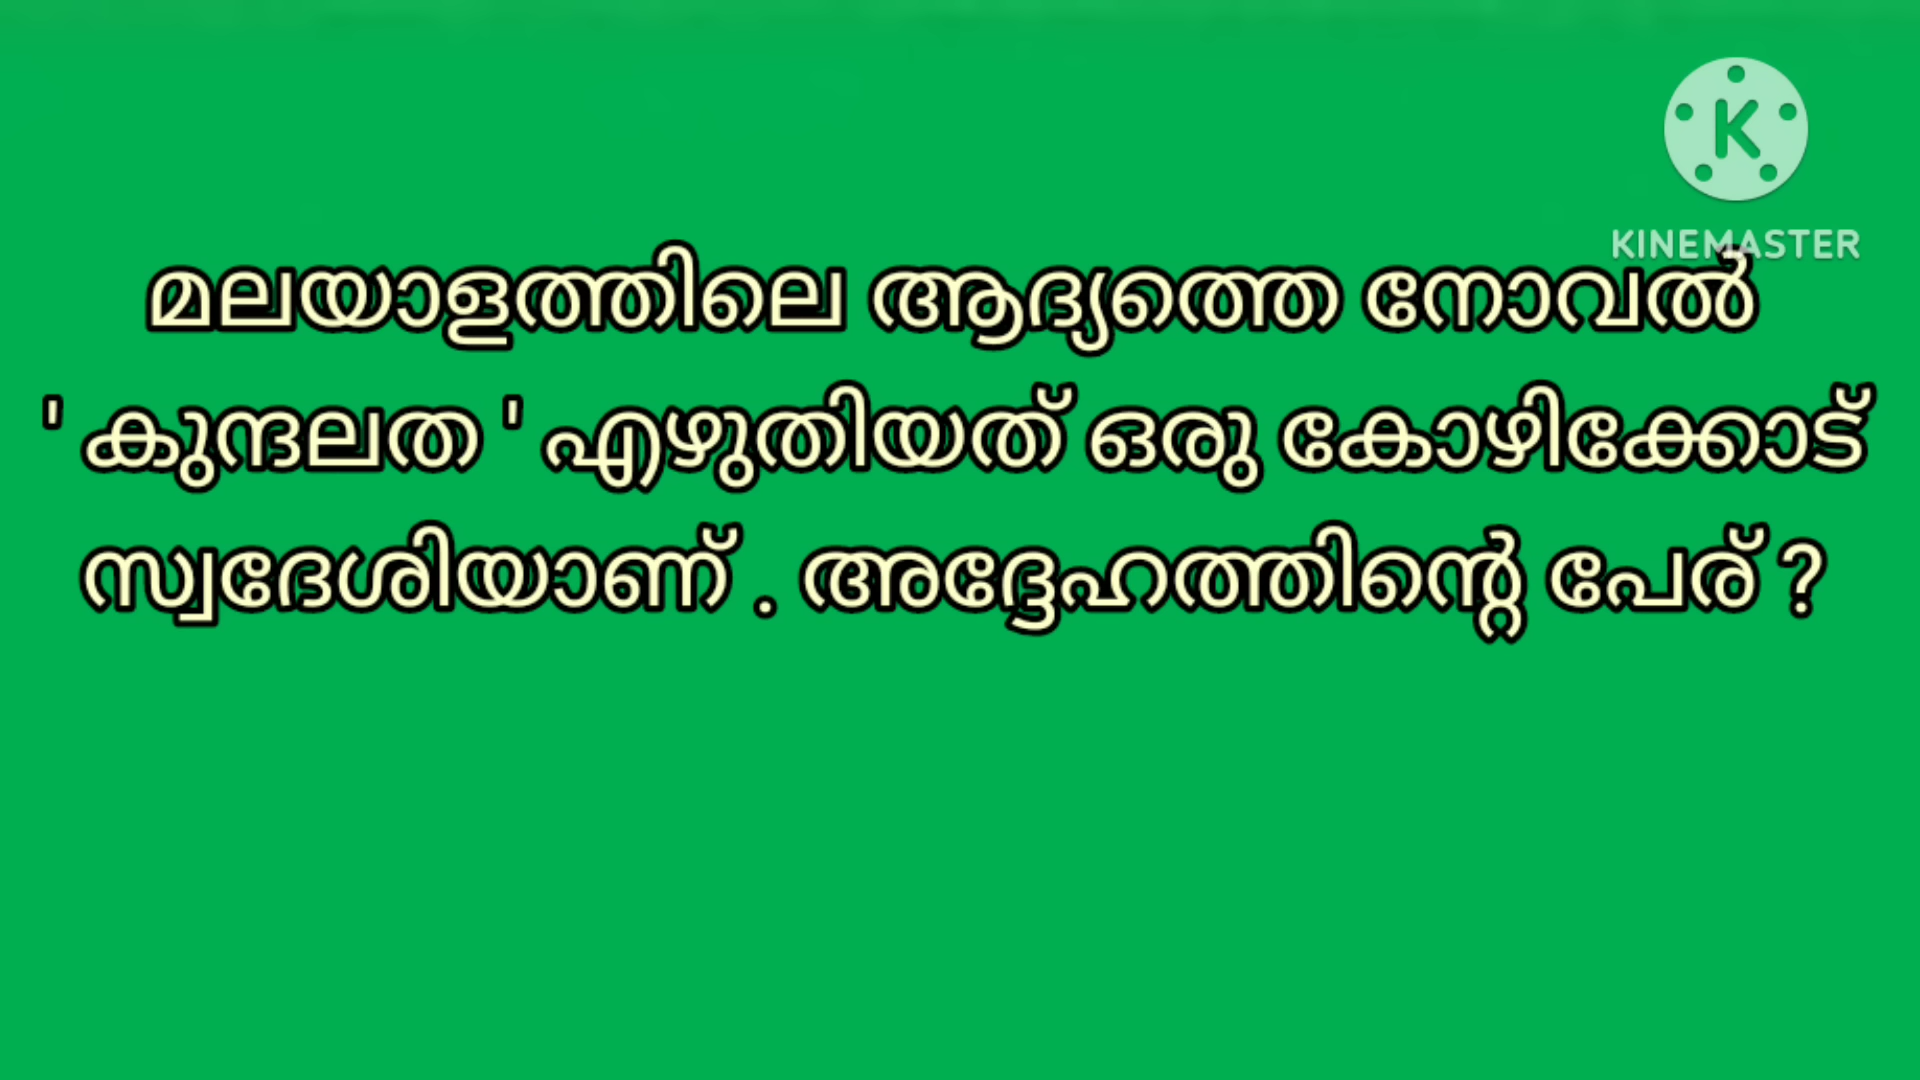 KINEMASTER
മലയാളത്തിലെ ആദ്യത്തെ നോവൽ
' കുന്ദലത ' എഴുതിയത് ഒരു കോഴിക്കോട്
സ്വദേശിയാണ് . അദ്ദേഹത്തിന്റെ പേര് ?